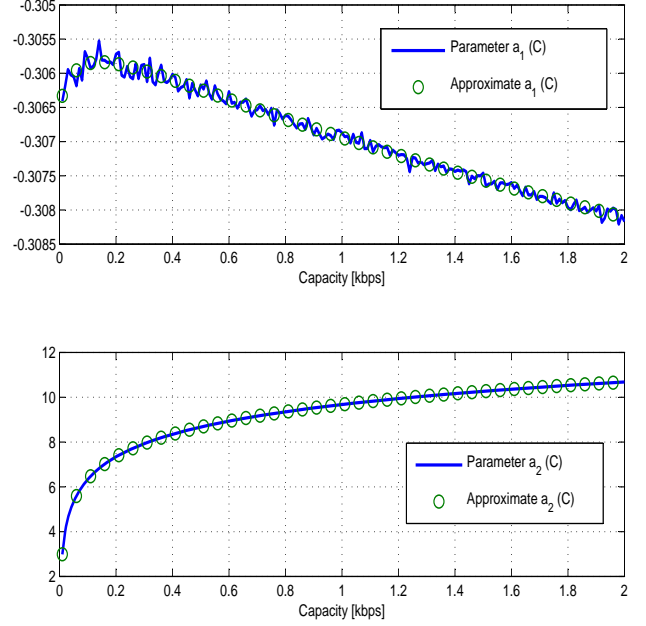 -0.305
-0.3055
-0.306
-0.3065
-0.307
-0.3075
-0.308
-0.3085
Parameter a1 (C)
Approximate a1 (C)
0 0.2 0.4 0.6 0.8 1 1.2 1.4 1.6 1.8 2
Capacity [kbps]
12
10
8
6
4
2
Parameter a2 (C)
Approximate a2 (C)
0 0.2 0.4 0.6 0.8 1 1.2 1.4 1.6 1.8 2
Capacity [kbps]